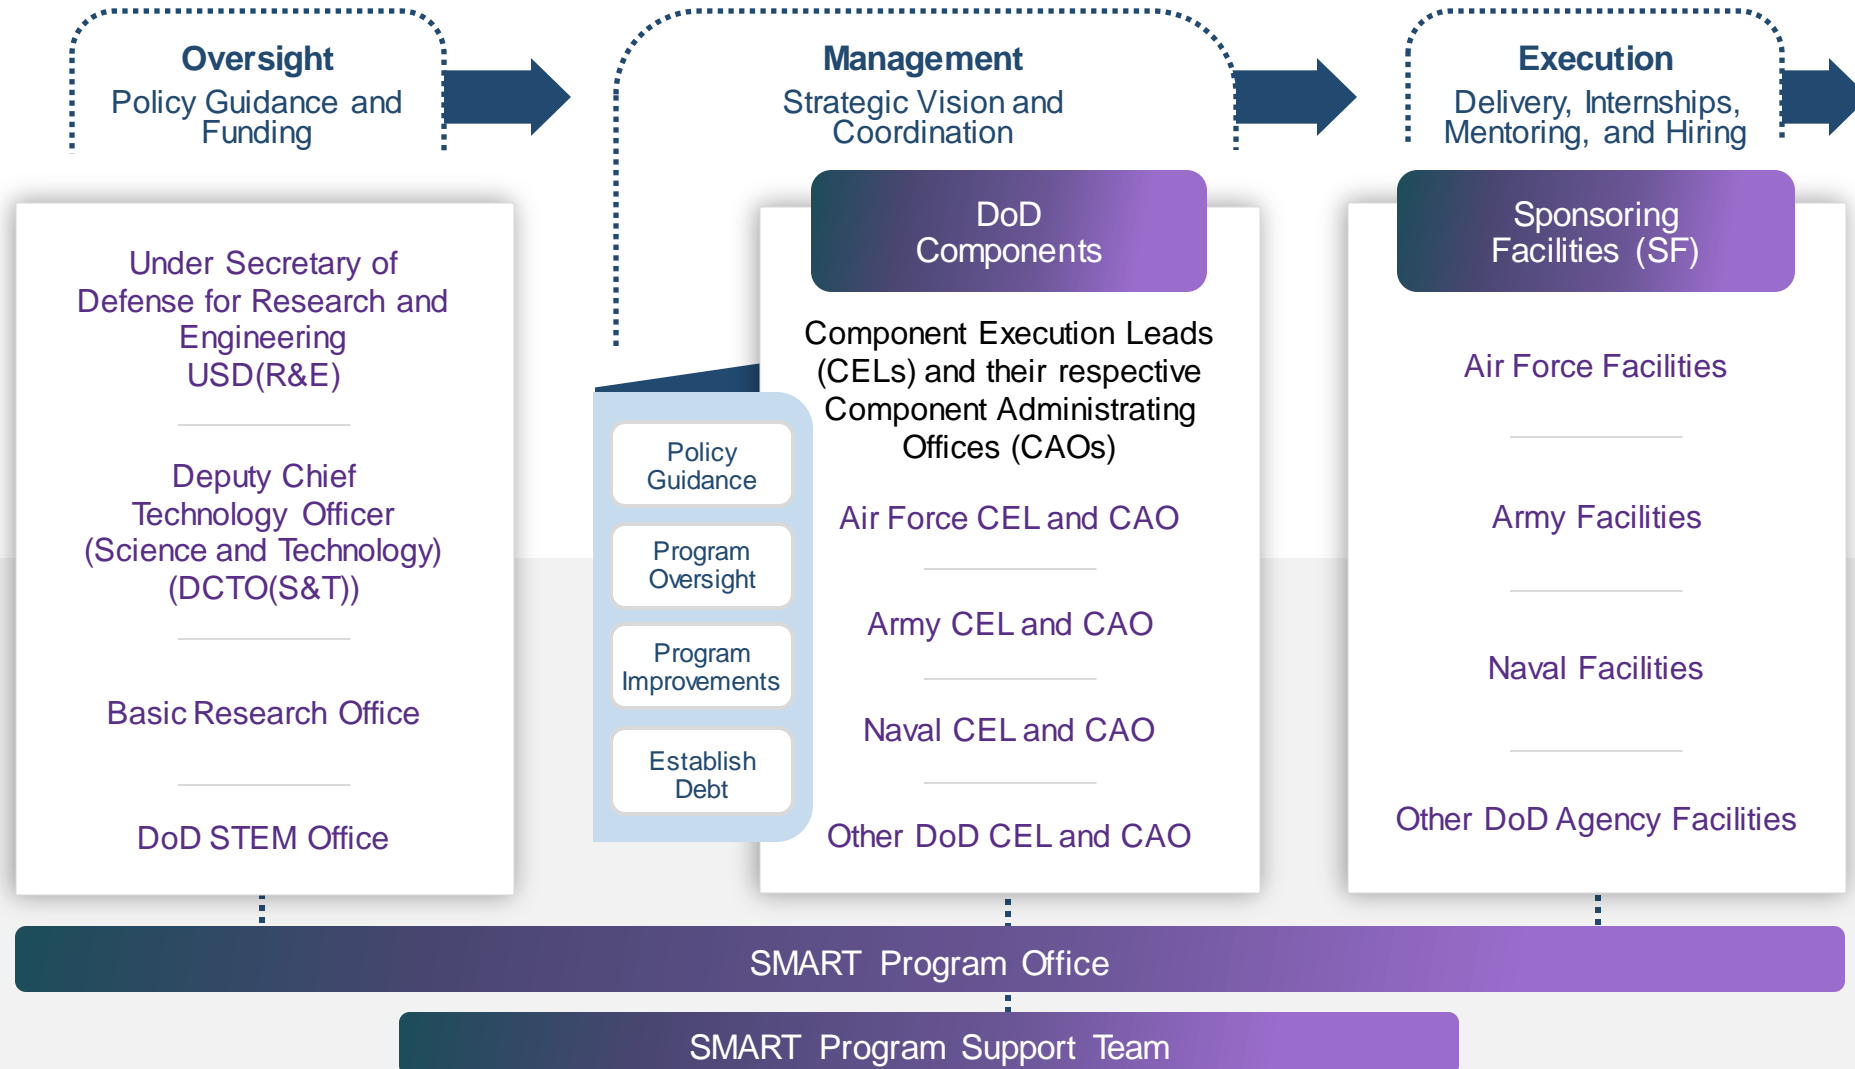 Oversight
Policy Guidance and
Funding
Management
Strategic Vision and
Coordination
Execution
Delivery, Internships,
Mentoring, and Hiring
Under Secretary of
Defense for Research and
Engineering
USD(R&E)
Deputy Chief
Technology Officer
(Science and Technology)
(DCTO(S&T))
Basic Research Office
DoD STEM Office
Policy
Guidance
Program
Oversight
Program
Improvements
Establish
Debt
DoD
Components
Component Execution Leads
(CELs) and their respective
Component Administrating
Offices (CAOs)
Air Force CEL and CAO
Army CEL and CAO
Naval CEL and CAO
Other DoD CEL and CAO
Sponsoring
Facilities (SF)
Air Force Facilities
Army Facilities
Naval Facilities
Other DoD Agency Facilities
SMART Program Office
SMART Program Support Team